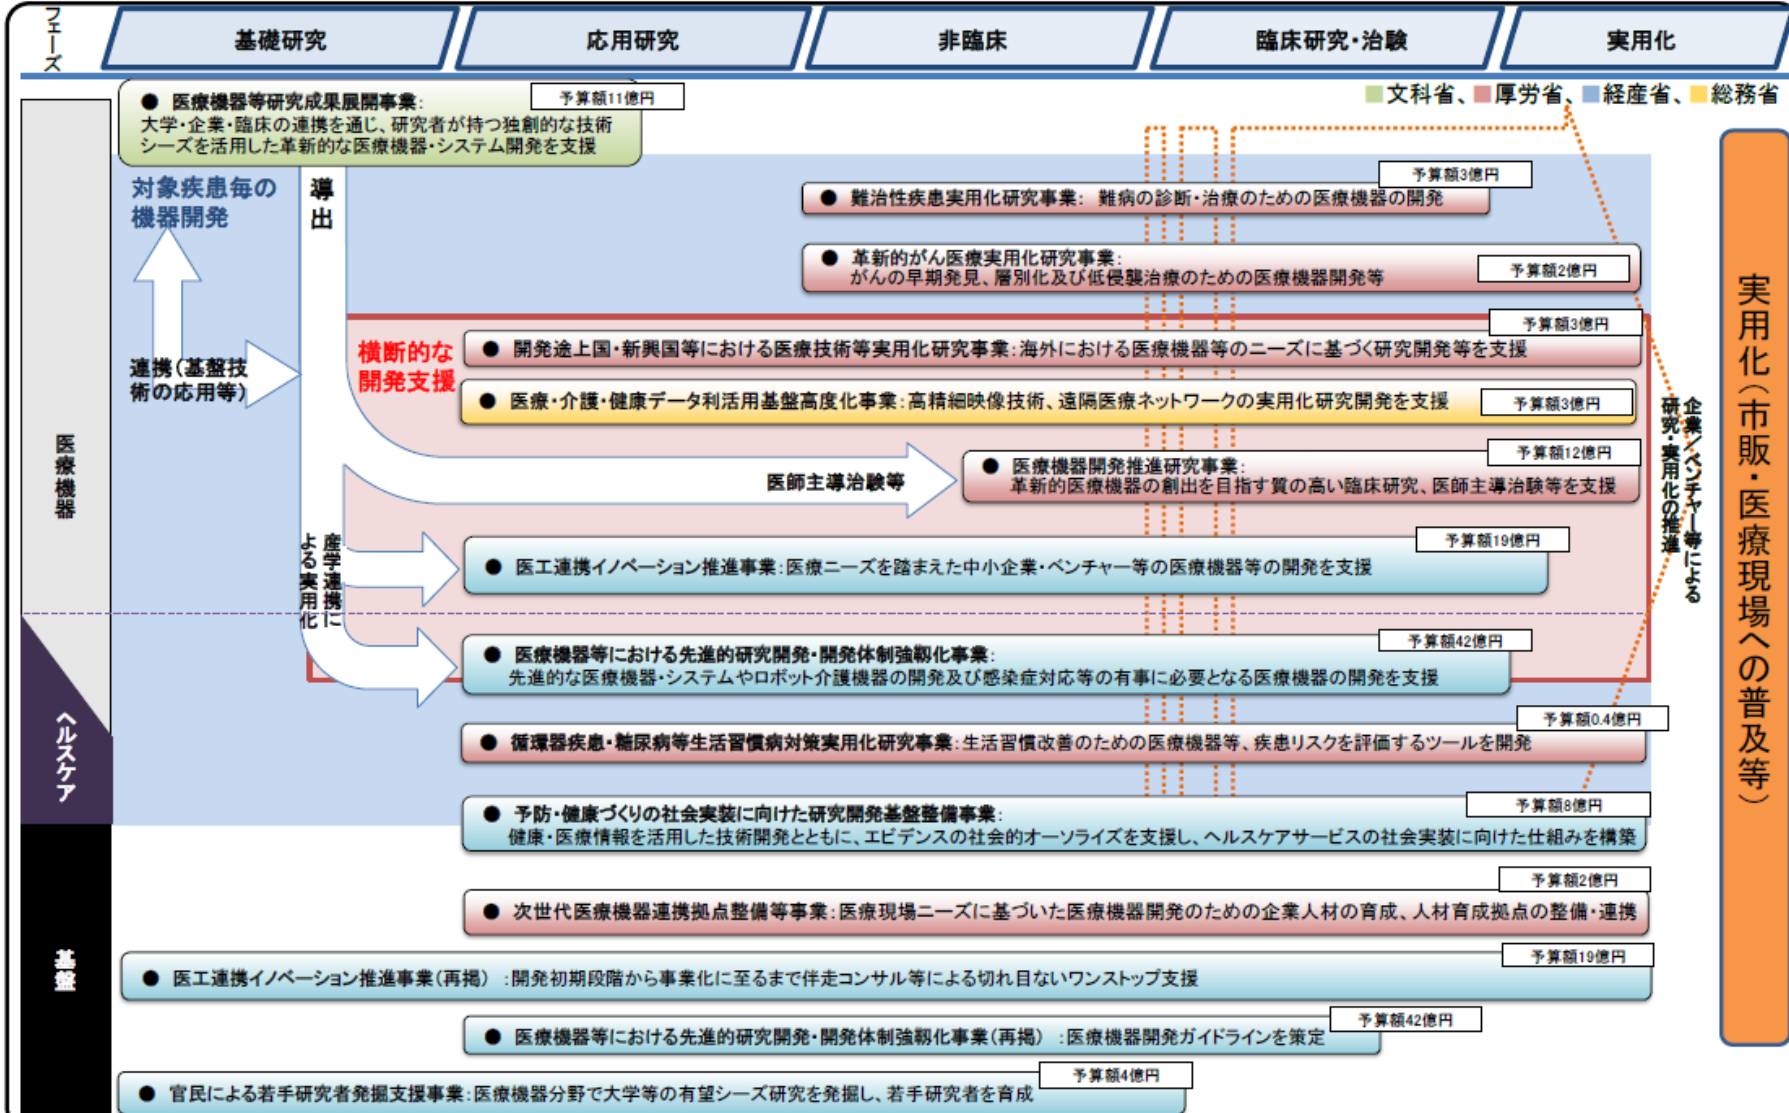 フェーズ
基礎研究
応用研究
非臨床
臨床研究・治験
実用化
■文科省、■厚労省、■経産省、■総務省
● 医療機器等研究成果展開事業:
予算額11億円
大学・企業・臨床の連携を通じ、研究者が持つ独創的な技術
シーズを活用した革新的な医療機器・システム開発を支援
対象疾患毎の
機器開発
導出
連携(基盤技
術の応用等)
予算額3億円
● 難治性疾患実用化研究事業: 難病の診断・治療のための医療機器の開発
● 革新的がん医療実用化研究事業:
がんの早期発見、層別化及び低侵襲治療のための医療機器開発等
予算額2億円
横断的な
開発支援
予算額3億円
● 開発途上国・新興国等における医療技術等実用化研究事業:海外における医療機器等のニーズに基づく研究開発等を支援
● 医療・介護・健康データ利活用基盤高度化事業:高精細映像技術、遠隔医療ネットワークの実用化研究開発を支援
予算額3億円
医師主導治験等
予算額12億円
● 医療機器開発推進研究事業:
革新的医療機器の創出を目指す質の高い臨床研究、医師主導治験等を支援
産学連携に
よる実用化
予算額19億円
● 医工連携イノベーション推進事業:医療ニーズを踏まえた中小企業・ベンチャー等の医療機器等の開発を支援
予算額42億円
● 医療機器等における先進的研究開発・開発体制強靱化事業:
先進的な医療機器・システムやロボット介護機器の開発及び感染症対応等の有事に必要となる医療機器の開発を支援
予算額0.4億円
● 循環器疾患・糖尿病等生活習慣病対策実用化研究事業:生活習慣改善のための医療機器等、疾患リスクを評価するツールを開発
予算額8億円
● 予防・健康づくりの社会実装に向けた研究開発基盤整備事業:
健康・医療情報を活用した技術開発とともに、エビデンスの社会的オーソライズを支援し、ヘルスケアサービスの社会実装に向けた仕組みを構築
予算額2億円
● 次世代医療機器連携拠点整備等事業:医療現場ニーズに基づいた医療機器開発のための企業人材の育成、人材育成拠点の整備・連携
予算額19億円
● 医工連携イノベーション推進事業(再掲) :開発初期段階から事業化に至るまで伴走コンサル等による切れ目ないワンストップ支援
予算額42億円
● 医療機器等における先進的研究開発・開発体制強靱化事業(再掲) :医療機器開発ガイドラインを策定
予算額4億円
● 官民による若手研究者発掘支援事業:医療機器分野で大学等の有望シーズ研究を発掘し、若手研究者を育成
医療機器
ヘルスケア
基盤
企業/ベンチャー等による
研究・実用化の推進
実用化(市販・医療現場への普及等)